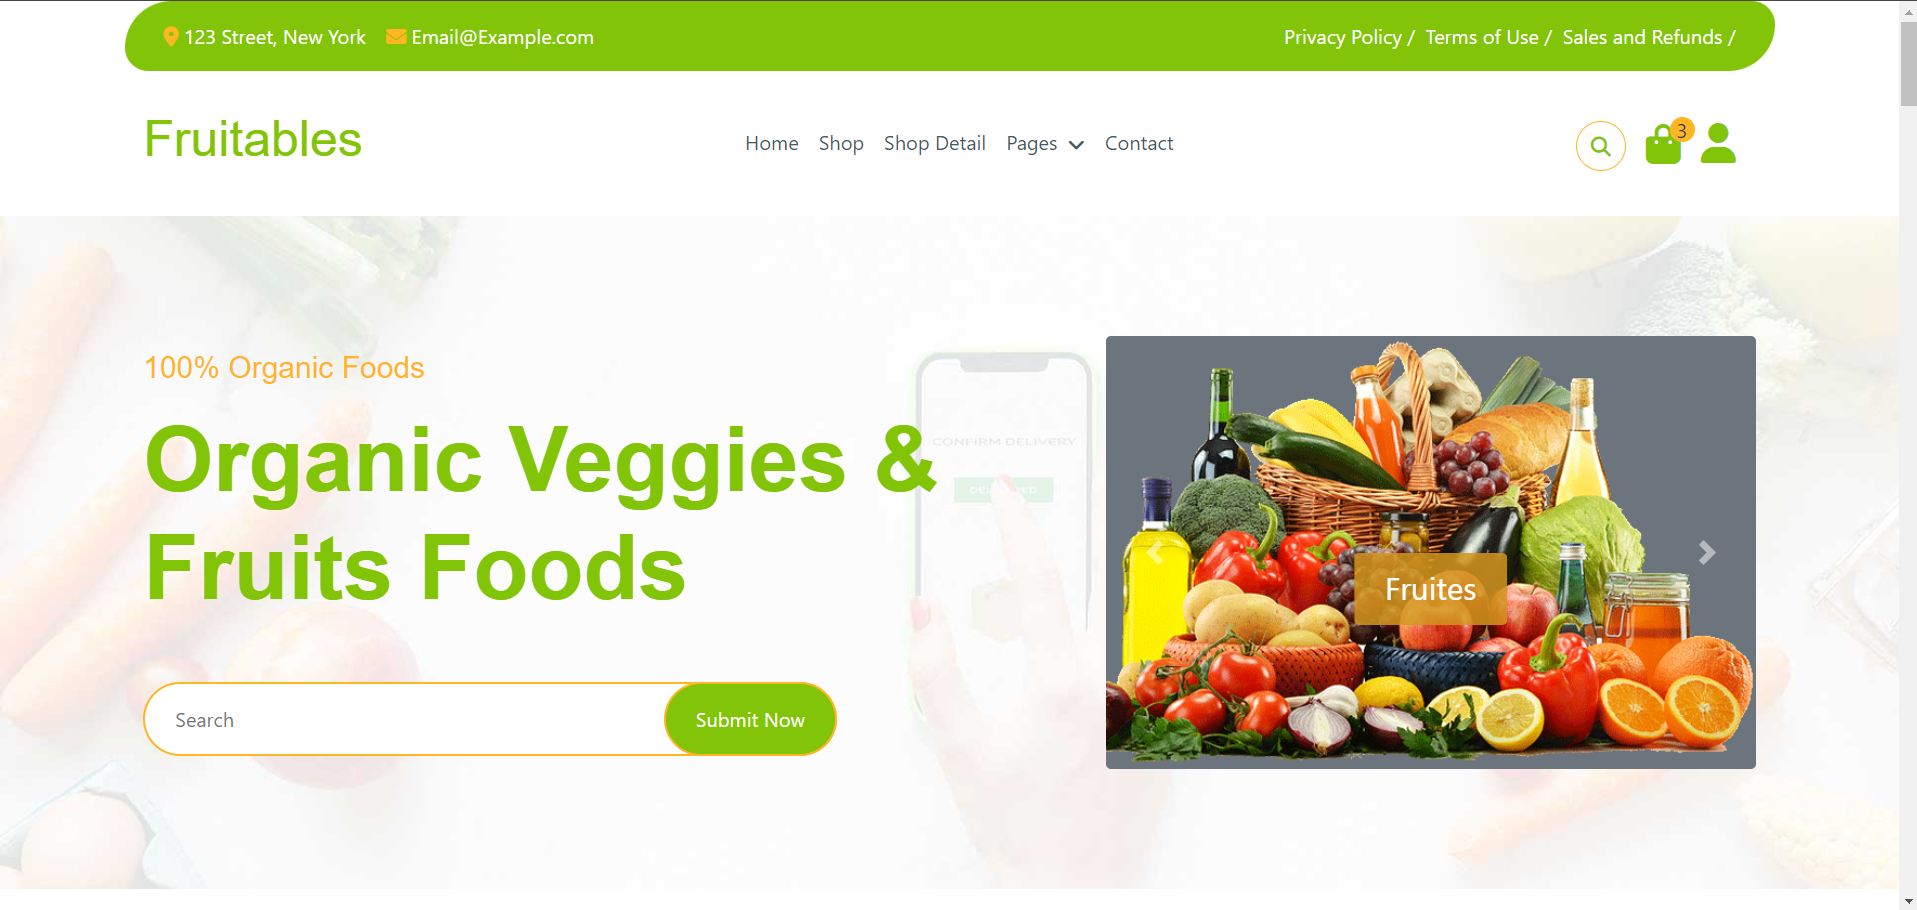 123 Street, New York Email@Example.com Privacy Policy / Terms of Use / Sales and Refunds /
Fruitables Home Shop Shop Detail Pages Contact 3
100% Organic Foods
Organic Veggies &
Fruits Foods
CONFIRM DELIVERY
Fruites
Search Submit Now